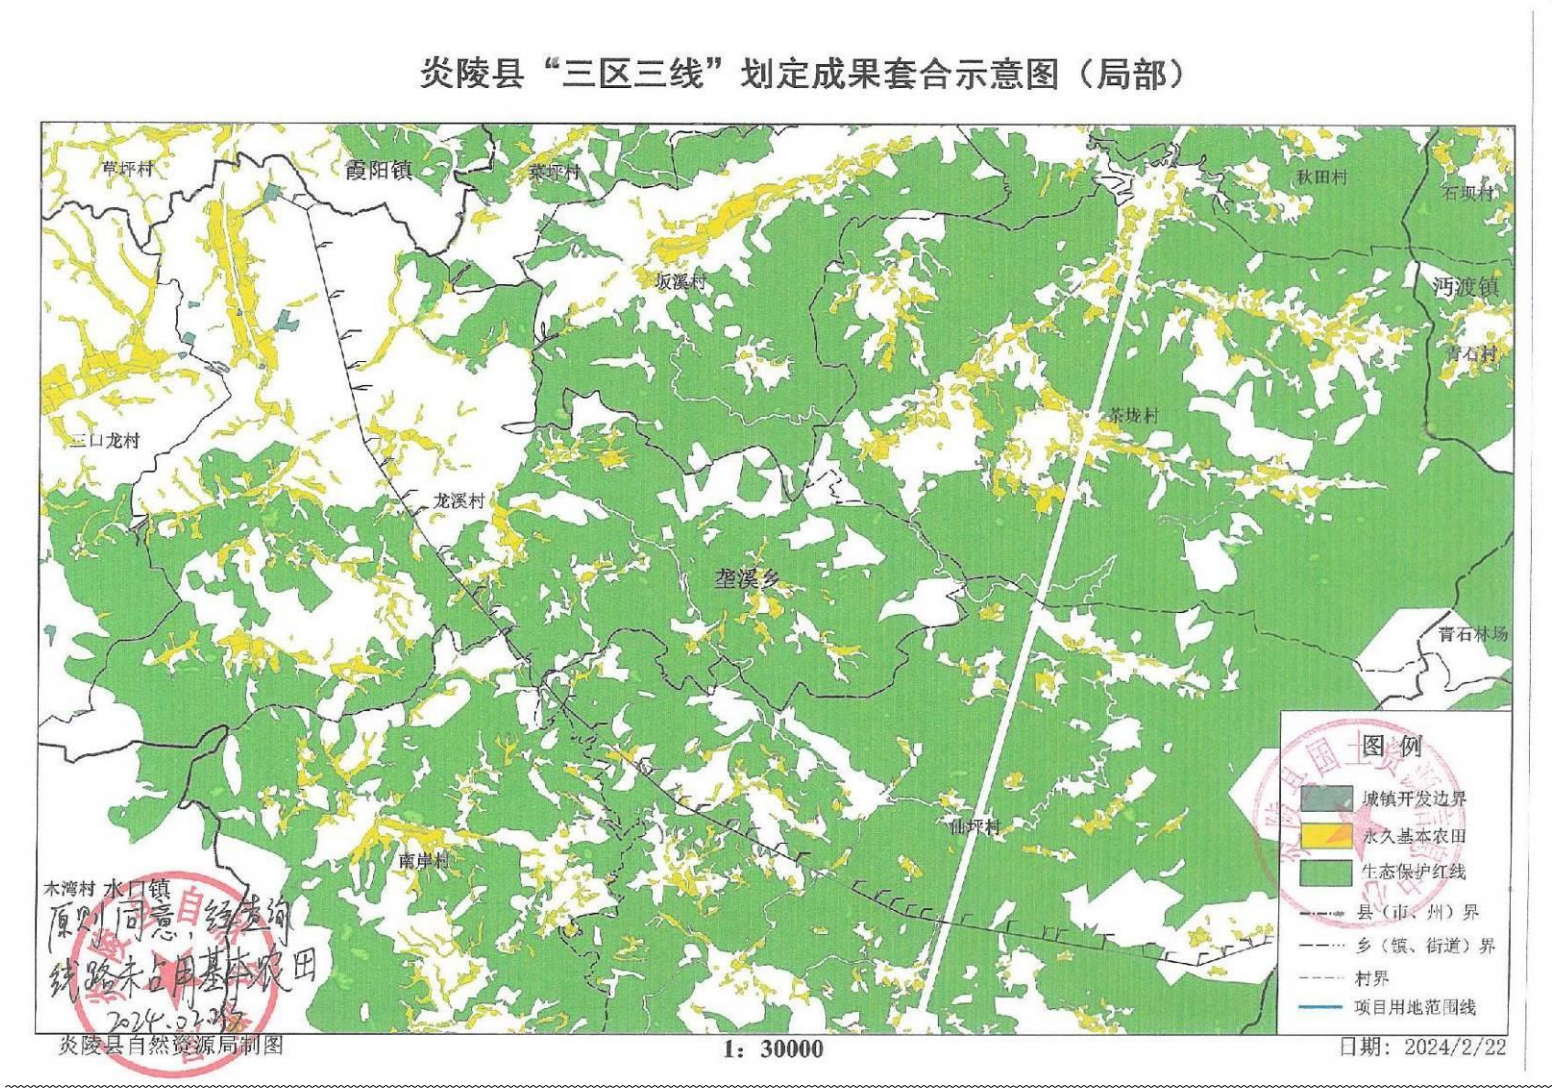 炎陵县“三区三线”划定成果套合示意图（局部）
草坪村
霞阳镇
菜坪村
秋田村
石坝村
坂溪村
沔渡镇
青石村
茶垅村
三口龙村
龙溪村
垄溪乡
青石林场
仙坪村
南岸村
木湾村 水口镇
原则同意，经查询
线路未占用基本农田
图 例
城镇开发边界
永久基本农田
生态保护红线
县（市、州）界
乡（镇、街道）界
村界
项目用地范围线
炎陵县自然资源局制图
1：30000
日期：2024/2/22